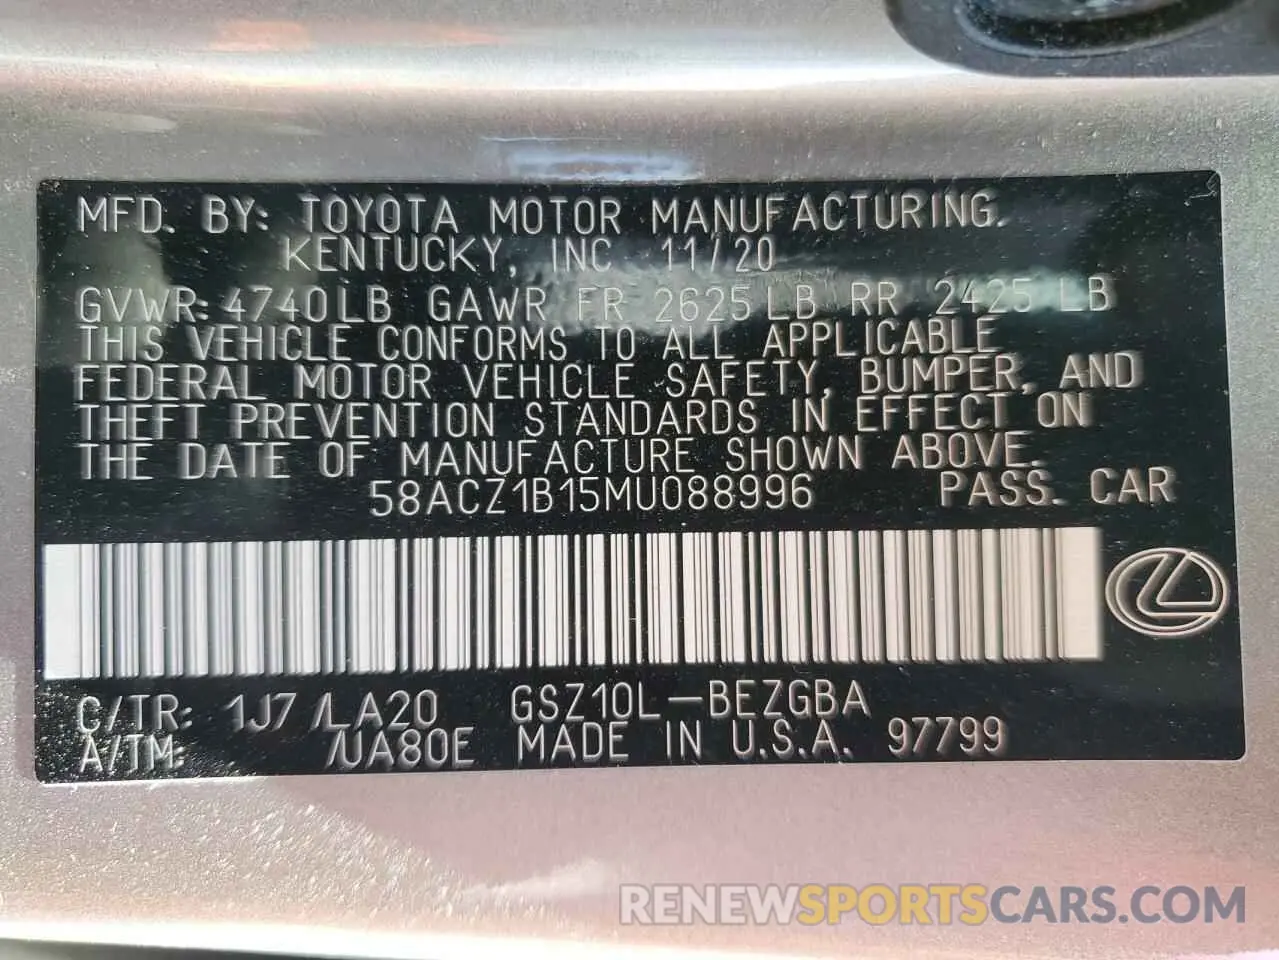 MFD. BY: TOYOTA MOTOR MANUFACTURING.
KENTUCKY, INC 11/20
GVWR: 4740LB GAWR FR 2625 LB RR 2425 LB
THIS VEHICLE CONFORMS TO ALL APPLICABLE
FEDERAL MOTOR VEHICLE SAFETY, BUMPER, AND
THEFT PREVENTION STANDARDS IN EFFECT ON
THE DATE OF MANUFACTURE SHOWN ABOVE.
58ACZ1B15MU088996 PASS. CAR
C/TR: 1J7 /LA20 GSZ10L-BEZGBA
A/TM: /UA80E MADE IN U.S.A. 97799
RENEWSPORTSCARS.COM